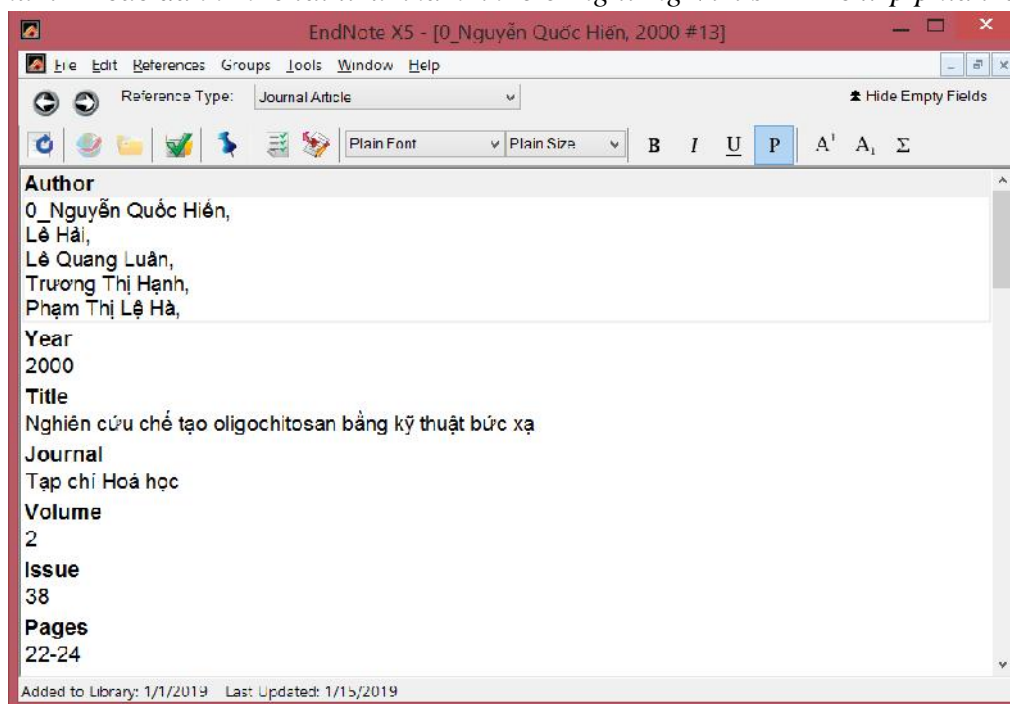 EndNote X5 - [0_Nguyễn Quốc Hiến, 2000 #13]
File Edit References Groups Tools Window Help
Reference Type: Journal Article Hide Empty Fields
Plain Font Plain Size B I U P A¹ A₁ Σ
Author
0_Nguyễn Quốc Hiến,
Lê Hải,
Lê Quang Luân,
Trương Thị Hạnh,
Phạm Thị Lệ Hà,
Year
2000
Title
Nghiên cứu chế tạo oligochitosan bằng kỹ thuật bức xạ
Journal
Tạp chí Hoá học
Volume
2
Issue
38
Pages
22-24
Added to Library: 1/1/2019 Last Updated: 1/15/2019